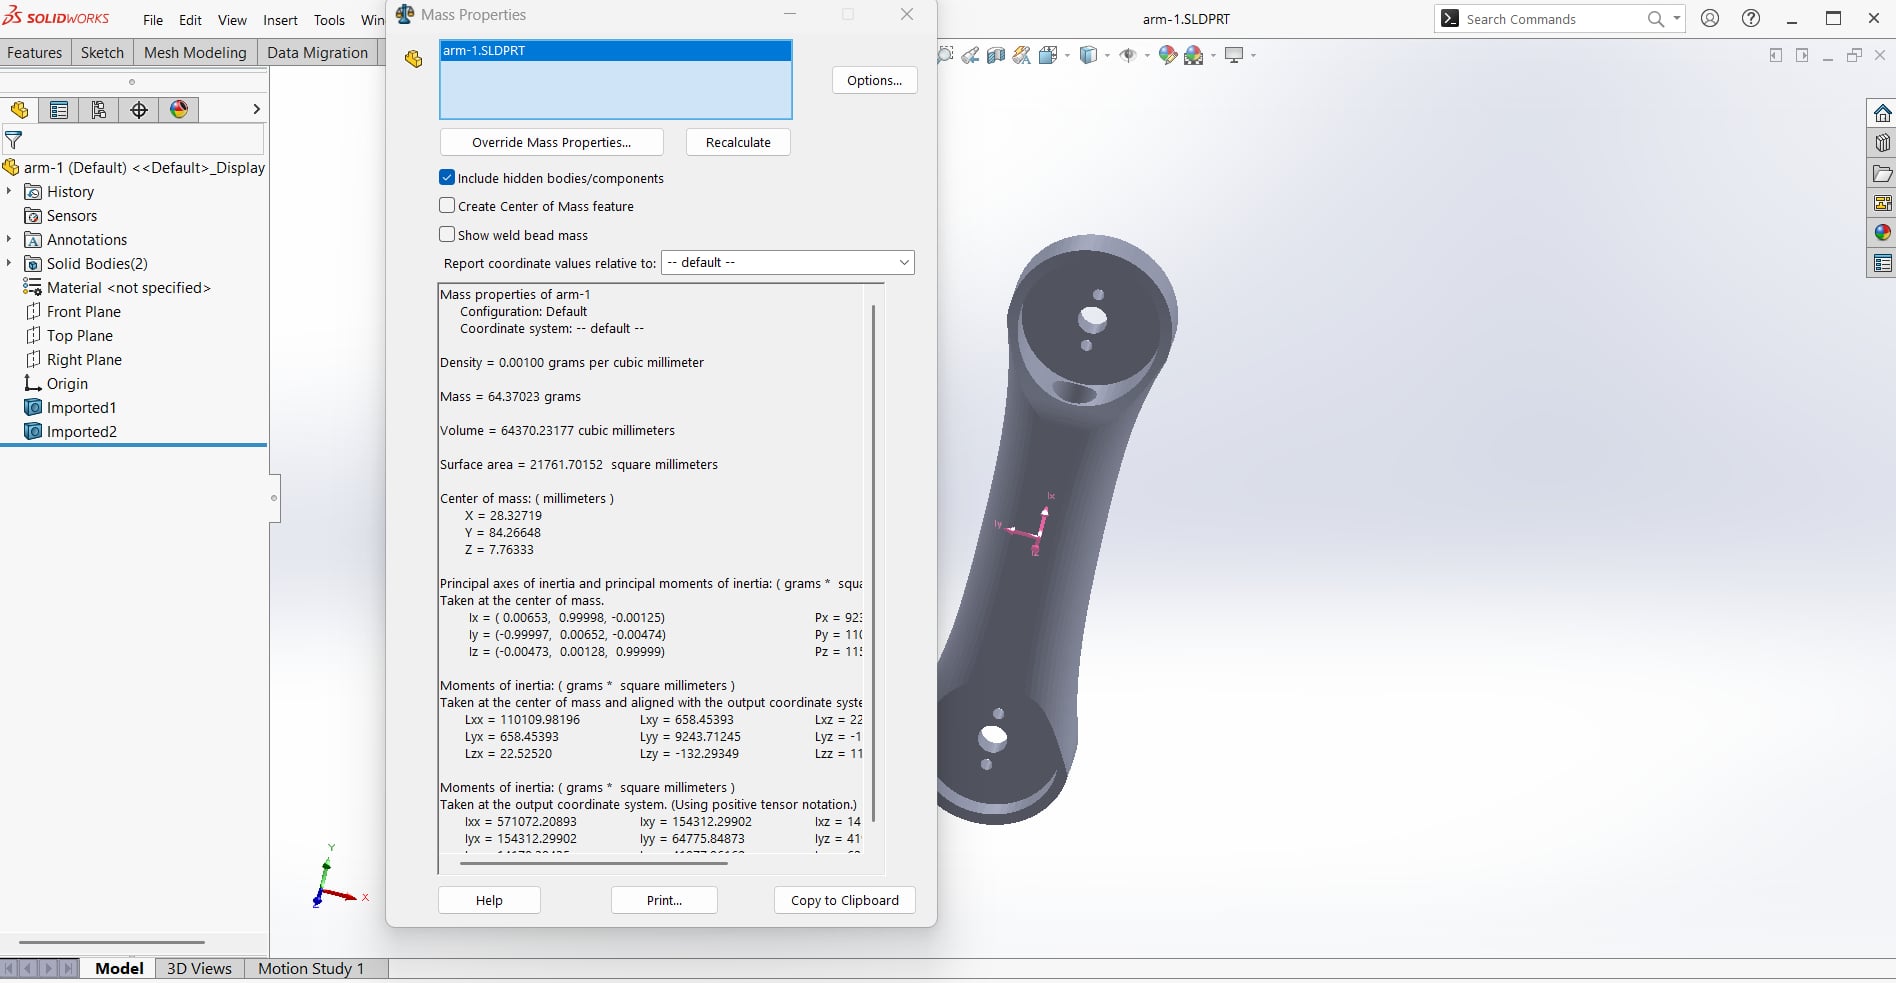 SOLIDWORKS File Edit View Insert Tools Win
Mass Properties
arm-1.SLDPRT
Search Commands
Features Sketch Mesh Modeling Data Migration
arm-1.SLDPRT
Options...
Override Mass Properties... Recalculate
Include hidden bodies/components
Create Center of Mass feature
Show weld bead mass
Report coordinate values relative to: -- default --
arm-1 (Default) <<Default>_Display
History
Sensors
Annotations
Solid Bodies(2)
Material <not specified>
Front Plane
Top Plane
Right Plane
Origin
Imported1
Imported2
Mass properties of arm-1
Configuration: Default
Coordinate system: -- default --
Density = 0.00100 grams per cubic millimeter
Mass = 64.37023 grams
Volume = 64370.23177 cubic millimeters
Surface area = 21761.70152 square millimeters
Center of mass: ( millimeters )
X = 28.32719
Y = 84.26648
Z = 7.76333
Principal axes of inertia and principal moments of inertia: ( grams * squa
Taken at the center of mass.
Ix = ( 0.00653, 0.99998, -0.00125) Px = 923
Iy = (-0.99997, 0.00652, -0.00474) Py = 110
Iz = (-0.00473, 0.00128, 0.99999) Pz = 115
Moments of inertia: ( grams * square millimeters )
Taken at the center of mass and aligned with the output coordinate syste
Lxx = 110109.98196 Lxy = 658.45393 Lxz = 22
Lyx = 658.45393 Lyy = 9243.71245 Lyz = -1
Lzx = 22.52520 Lzy = -132.29349 Lzz = 11
Moments of inertia: ( grams * square millimeters )
Taken at the output coordinate system. (Using positive tensor notation.)
Ixx = 571072.20893 Ixy = 154312.29902 Ixz = 14
Iyx = 154312.29902 Iyy = 64775.84873 Iyz = 41
Help Print... Copy to Clipboard
Ix
Iy
Iz
Y
X
Z
Model 3D Views Motion Study 1